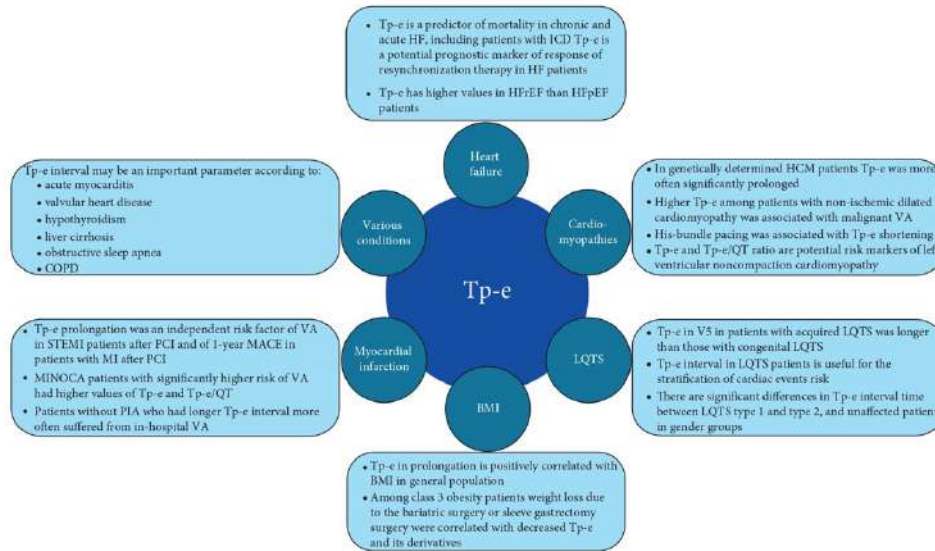 • Tp-e is a predictor of mortality in chronic and
acute HF, including patients with ICD Tp-e is
a potential prognostic marker of response of
resynchronization therapy in HF patients
• Tp-e has higher values in HFrEF than HFpEF
patients
Heart
failure
Tp-e interval may be an important parameter according to:
• acute myocarditis
• valvular heart disease
• hypothyroidism
• liver cirrhosis
• obstructive sleep apnea
• COPD
Various
conditions
Cardio-
myopathies
• In genetically determined HCM patients Tp-e was more
often significantly prolonged
• Higher Tp-e among patients with non-ischemic dilated
cardiomyopathy was associated with malignant VA
• His-bundle pacing was associated with Tp-e shortening
• Tp-e and Tp-e/QT ratio are potential risk markers of left
ventricular noncompaction cardiomyopathy
Tp-e
• Tp-e prolongation was an independent risk factor of VA
in STEMI patients after PCI and of 1-year MACE in
patients with MI after PCI
• MINOCA patients with significantly higher risk of VA
had higher values of Tp-e and Tp-e/QT
• Patients without PIA who had longer Tp-e interval more
often suffered from in-hospital VA
Myocardial
infarction
LQTS
• Tp-e in V5 in patients with acquired LQTS was longer
than those with congenital LQTS
• Tp-e interval in LQTS patients is useful for the
stratification of cardiac events risk
• There are significant differences in Tp-e interval time
between LQTS type 1 and type 2, and unaffected patient
in gender groups
BMI
• Tp-e in prolongation is positively correlated with
BMI in general population
• Among class 3 obesity patients weight loss due
to the bariatric surgery or sleeve gastrectomy
surgery were correlated with decreased Tp-e
and its derivatives